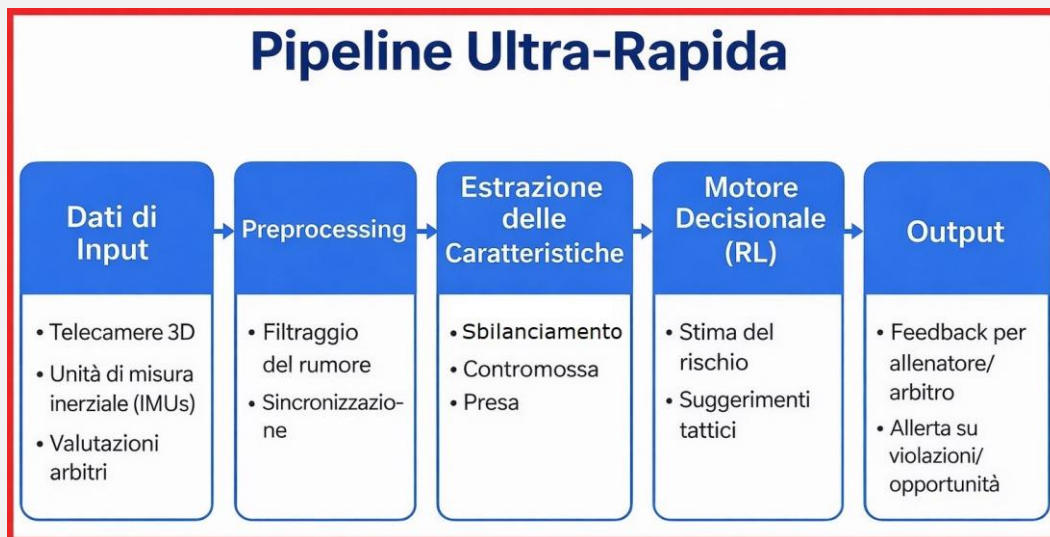 Pipeline Ultra-Rapida
Dati di
Input
• Telecamere 3D
• Unità di misura
inerziale (IMUs)
• Valutazioni
arbitri
Preprocessing
• Filtraggio
del rumore
• Sincronizzazio-
ne
Estrazione
delle
Caratteristiche
• Sbilanciamento
• Contromossa
• Presa
Motore
Decisionale
(RL)
• Stima del
rischio
• Suggerimenti
tattici
Output
• Feedback per
allenatore/
arbitro
• Allerta su
violazioni/
opportunità